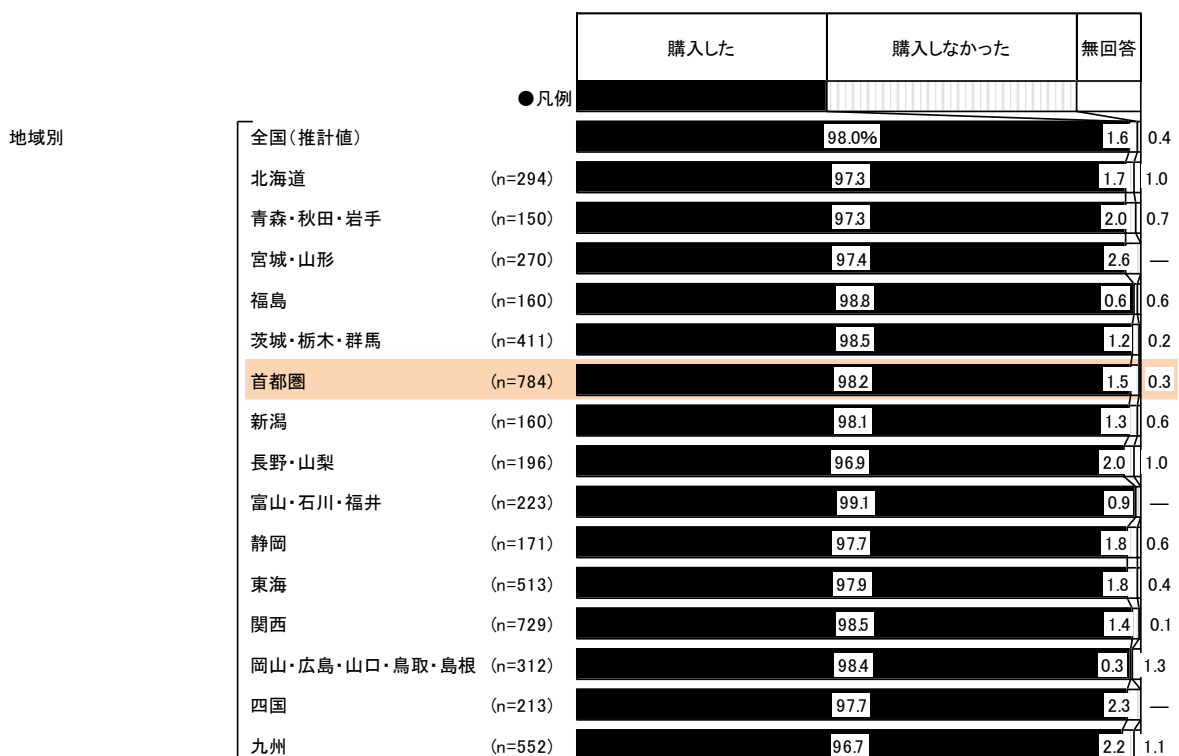 購入した 購入しなかった 無回答
●凡例
地域別 全国(推計値) 98.0% 1.6 0.4
北海道 (n=294) 97.3 1.7 1.0
青森・秋田・岩手 (n=150) 97.3 2.0 0.7
宮城・山形 (n=270) 97.4 2.6 —
福島 (n=160) 98.8 0.6 0.6
茨城・栃木・群馬 (n=411) 98.5 1.2 0.2
首都圏 (n=784) 98.2 1.5 0.3
新潟 (n=160) 98.1 1.3 0.6
長野・山梨 (n=196) 96.9 2.0 1.0
富山・石川・福井 (n=223) 99.1 0.9 —
静岡 (n=171) 97.7 1.8 0.6
東海 (n=513) 97.9 1.8 0.4
関西 (n=729) 98.5 1.4 0.1
岡山・広島・山口・鳥取・島根 (n=312) 98.4 0.3 1.3
四国 (n=213) 97.7 2.3 —
九州 (n=552) 96.7 2.2 1.1